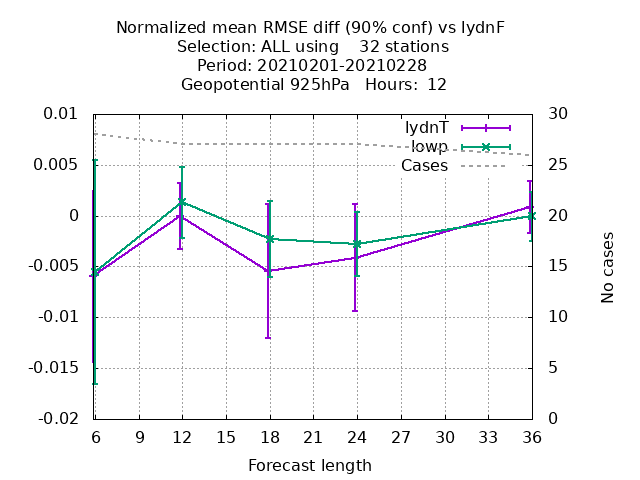 Normalized mean RMSE diff (90% conf) vs lydnF
Selection: ALL using    32 stations
Period: 20210201-20210228
Geopotential 925hPa   Hours:  12
0.01
0.005
0
-0.005
-0.01
-0.015
-0.02
30
25
20
15
10
5
0
lydnT
lowp
Cases
No cases
6 9 12 15 18 21 24 27 30 33 36
Forecast length